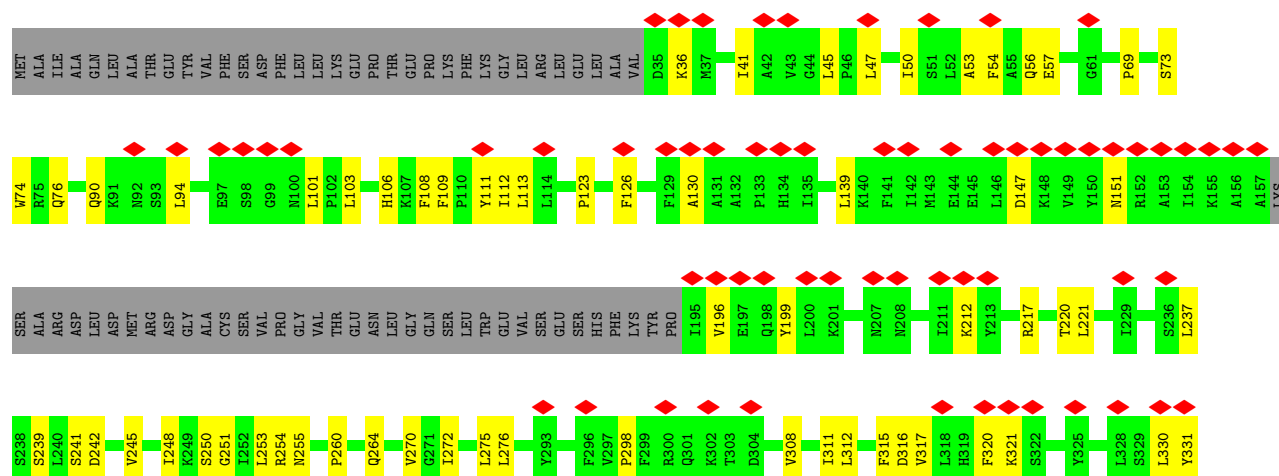 MET ALA ILE ALA GLN LEU ALA THR GLU TYR VAL PHE SER ASP PHE LEU LEU LYS GLU PRO THR GLU PRO LYS PHE LYS GLY LEU ARG LEU GLU LEU ALA VAL D35 K36 M37 I41 A42 V43 G44 L45 P46 L47 I50 S51 L52 A53 F54 A55 Q56 E57 G61 P69 S73
W74 R75 Q76 Q90 K91 N92 S93 L94 E97 S98 G99 N100 L101 P102 L103 H106 K107 F108 F109 P110 Y111 I112 L113 L114 P123 F126 F129 A130 A131 A132 P133 H134 I135 L139 K140 F141 I142 M143 E144 E145 L146 D147 K148 V149 Y150 N151 R152 A153 I154 K155 A156 A157 LYS
SER ALA ARG ASP LEU ASP MET ARG ASP GLY ALA CYS SER VAL PRO GLY VAL THR GLU ASN LEU GLY GLN SER LEU TRP GLU VAL SER GLU SER HIS PHE LYS TYR PRO I195 V196 E197 Q198 Y199 L200 K201 N207 N208 I211 K212 Y213 R217 T220 L221 I229 S236 L237
S238 S239 L240 S241 D242 V245 I248 K249 S250 G251 I252 L253 R254 N255 P260 Q264 V270 G271 I272 L275 L276 Y293 F296 V297 P298 F299 R300 Q301 K302 T303 D304 V308 I311 L312 F315 D316 V317 L318 H319 F320 K321 S322 Y325 L328 S329 L330 Y331